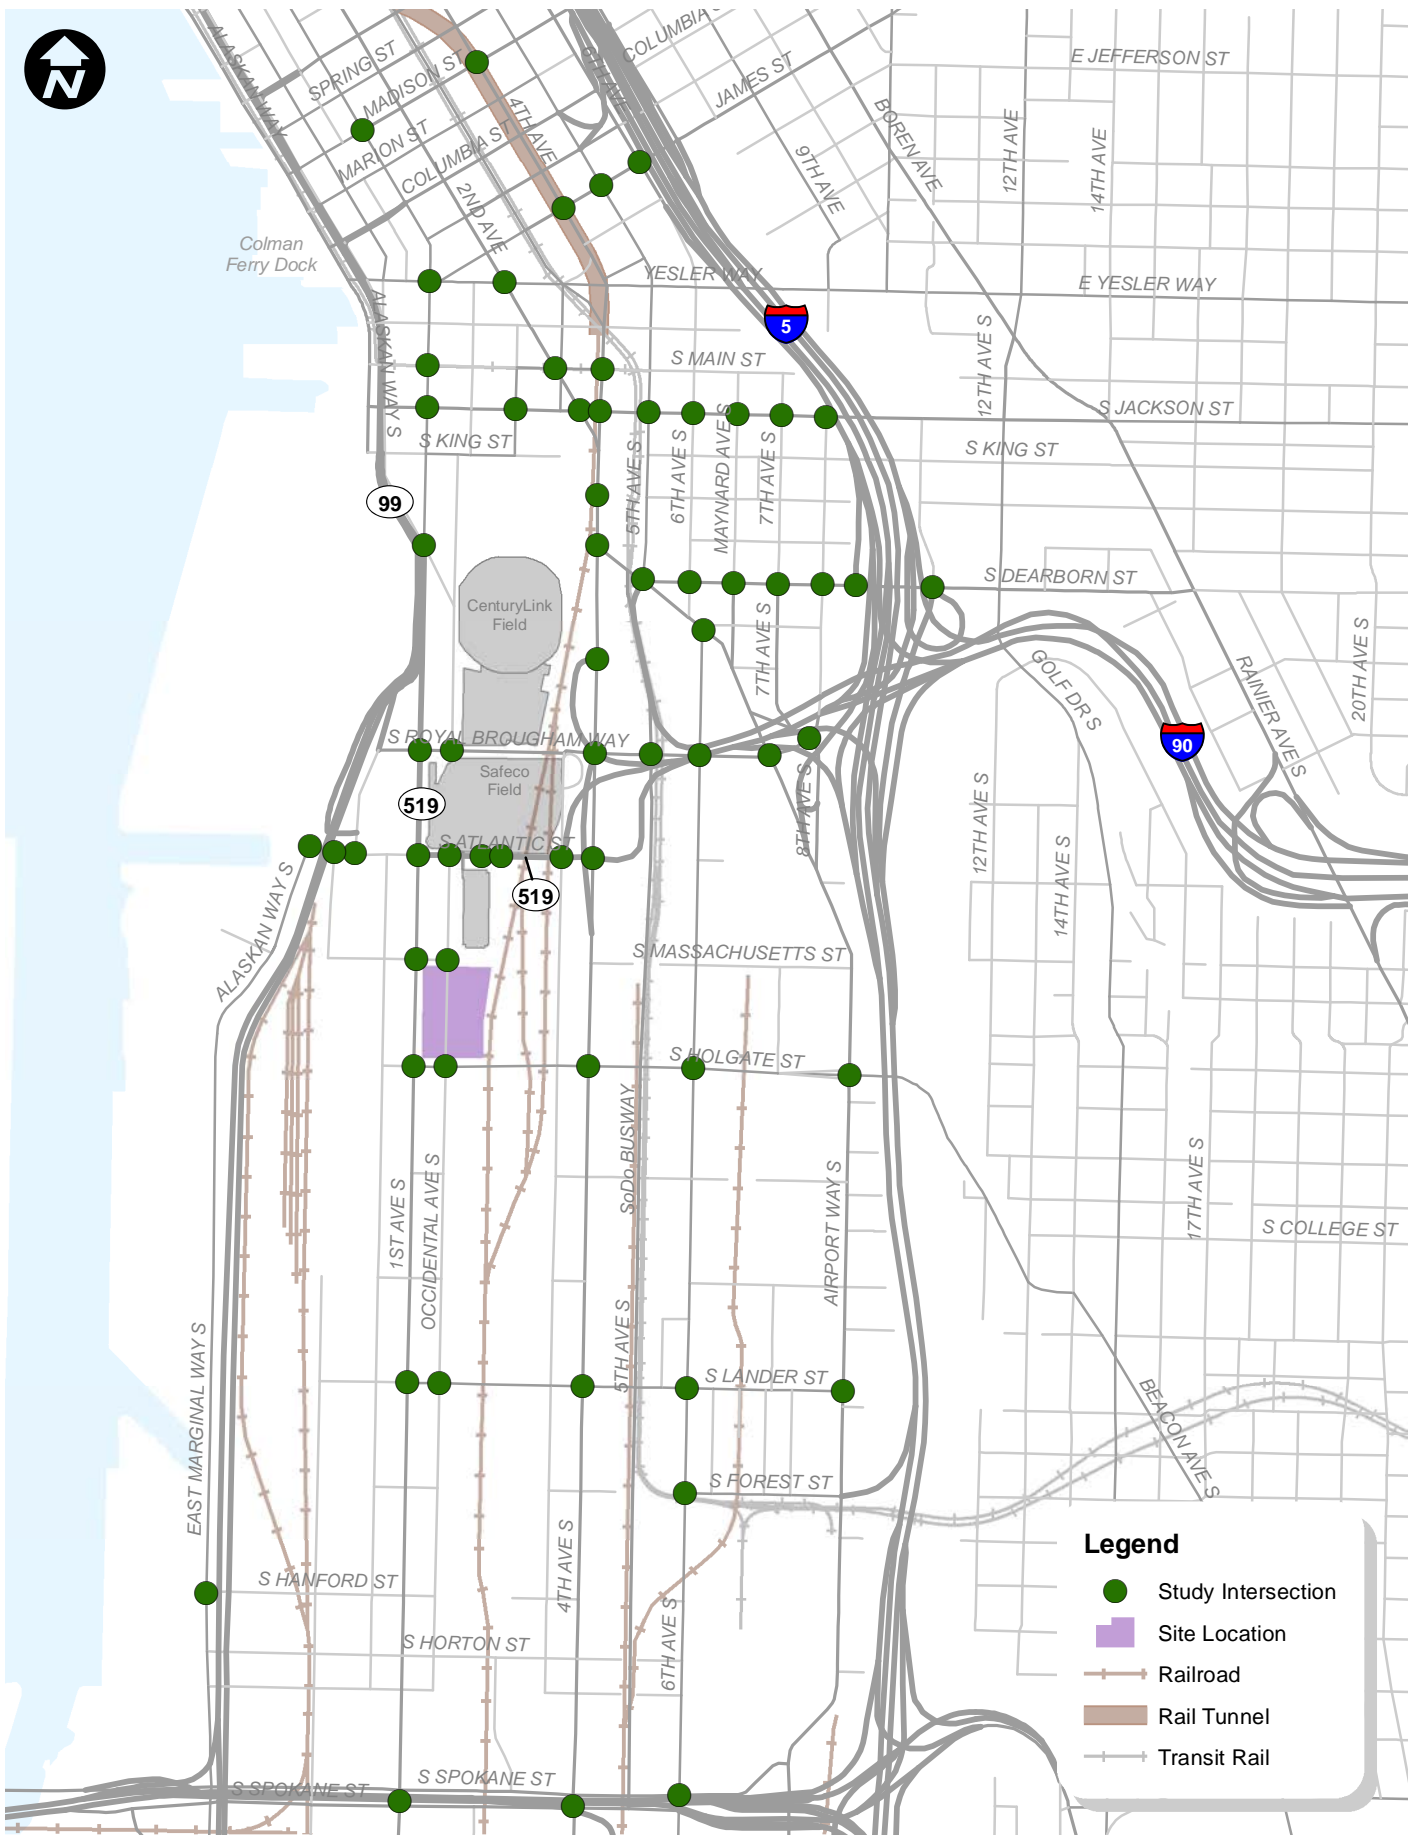 N
ALASKAN WAY
SPRING ST
MADISON ST
MARION ST
COLUMBIA ST
4TH AVE
2ND AVE
6TH AVE
COLUMBIA
JAMES ST
9TH AVE
BOREN AVE
12TH AVE
14TH AVE
E JEFFERSON ST
Colman
Ferry Dock
YESLER WAY
E YESLER WAY
5
ALASKAN WAY S
S MAIN ST
12TH AVE S
S JACKSON ST
S KING ST
S KING ST
5TH AVE S
6TH AVE S
MAYNARD AVE S
7TH AVE S
99
S DEARBORN ST
CenturyLink
Field
7TH AVE S
GOLF DR S
RAINIER AVE S
20TH AVE S
S ROYAL BROUGHAM WAY
90
Safeco
Field
519
8TH AVE S
12TH AVE S
14TH AVE S
S ATLANTIC ST
519
ALASKAN WAY S
S MASSACHUSETTS ST
S HOLGATE ST
SoDo BUSWAY
1ST AVE S
OCCIDENTAL AVE S
AIRPORT WAY S
17TH AVE S
S COLLEGE ST
5TH AVE S
EAST MARGINAL WAY S
S LANDER ST
BEACON AVE S
S FOREST ST
4TH AVE S
S HANFORD ST
S HORTON ST
6TH AVE S
S SPOKANE ST
S SPOKANE ST
Legend
Study Intersection
Site Location
Railroad
Rail Tunnel
Transit Rail